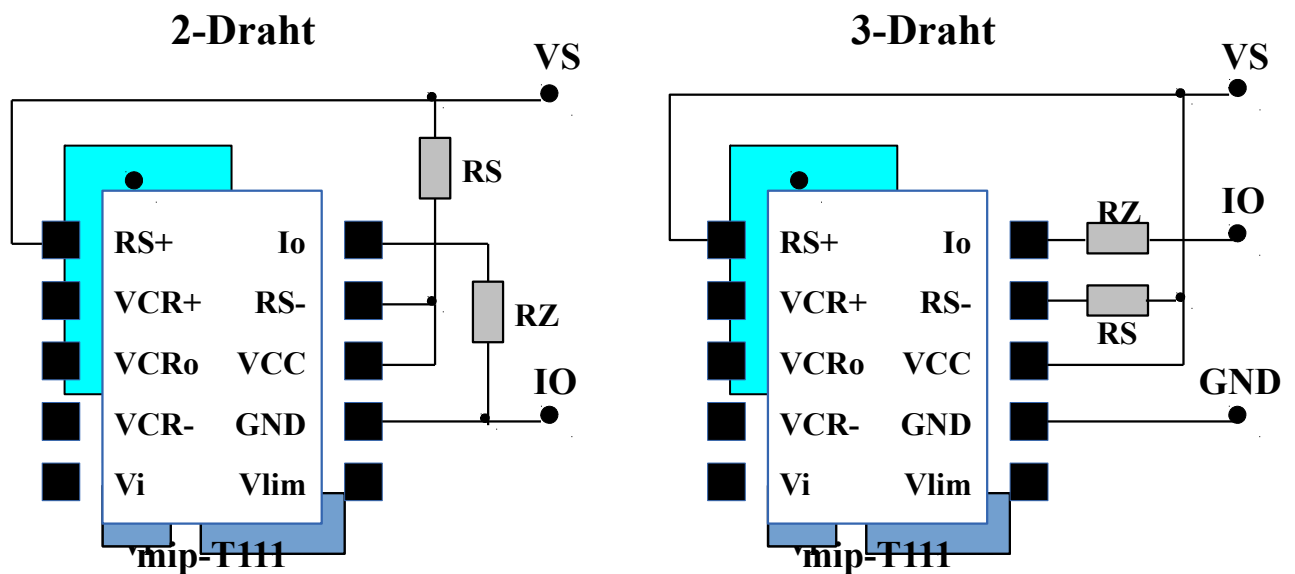 2-Draht
VS
RS
RS+ Io
VCR+ RS-
RZ
VCRo VCC
IO
VCR- GND
Vi Vlim
mip-T111
3-Draht
VS
IO
RZ
RS+ Io
VCR+ RS-
RS
VCRo VCC
GND
VCR- GND
Vi Vlim
mip-T111